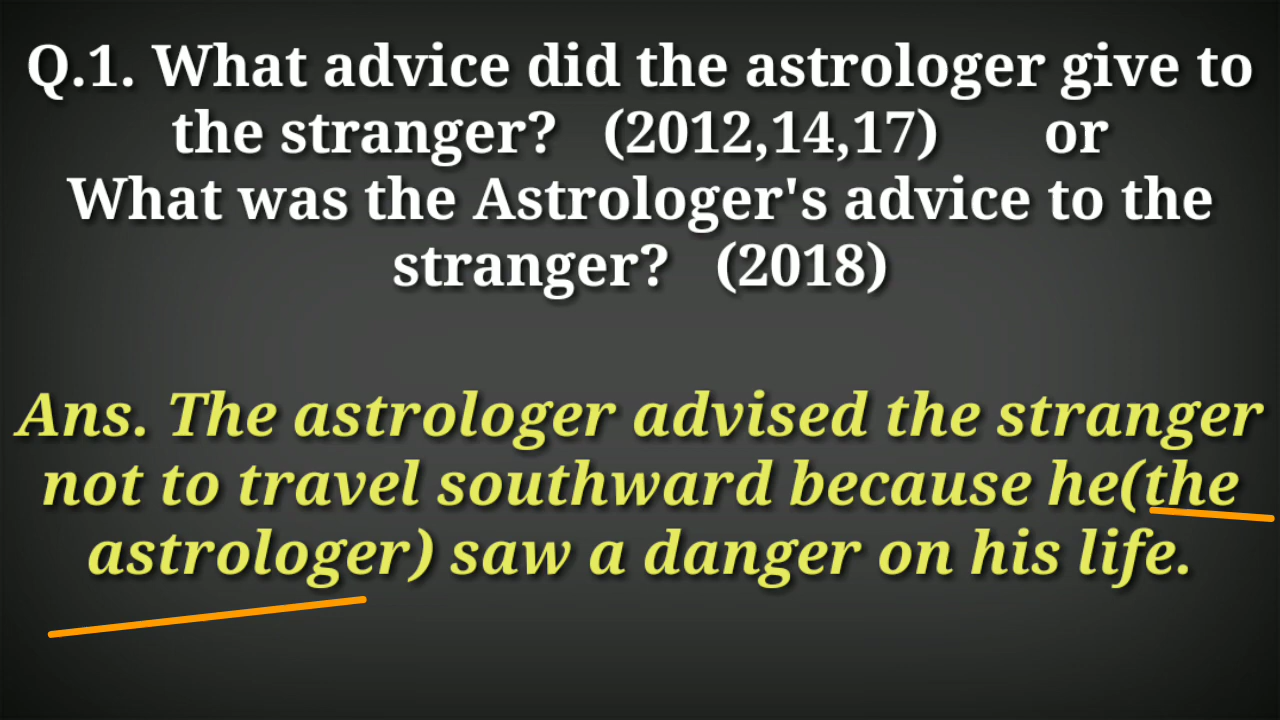 Q.1. What advice did the astrologer give to
the stranger? (2012,14,17) or
What was the Astrologer's advice to the
stranger? (2018)
Ans. The astrologer advised the stranger
not to travel southward because he(the
astrologer) saw a danger on his life.